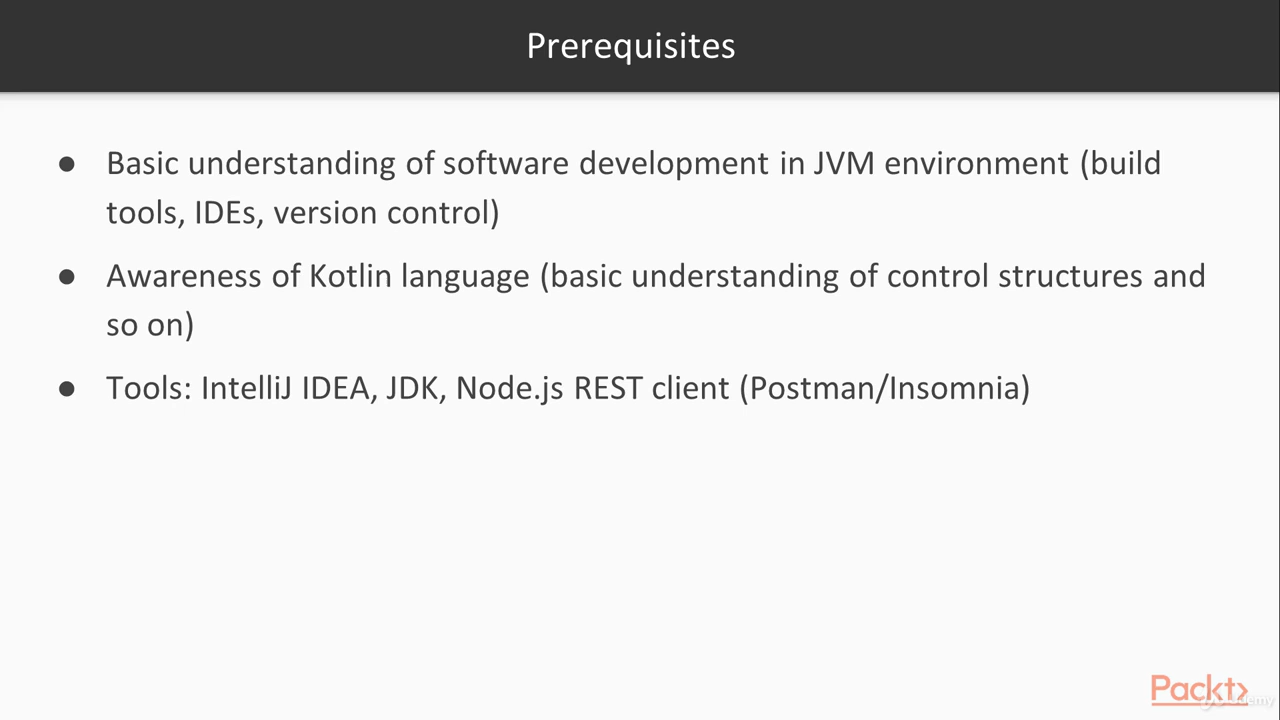 Prerequisites
● Basic understanding of software development in JVM environment (build
tools, IDEs, version control)
● Awareness of Kotlin language (basic understanding of control structures and
so on)
● Tools: IntelliJ IDEA, JDK, Node.js REST client (Postman/Insomnia)
Packt>
udemy